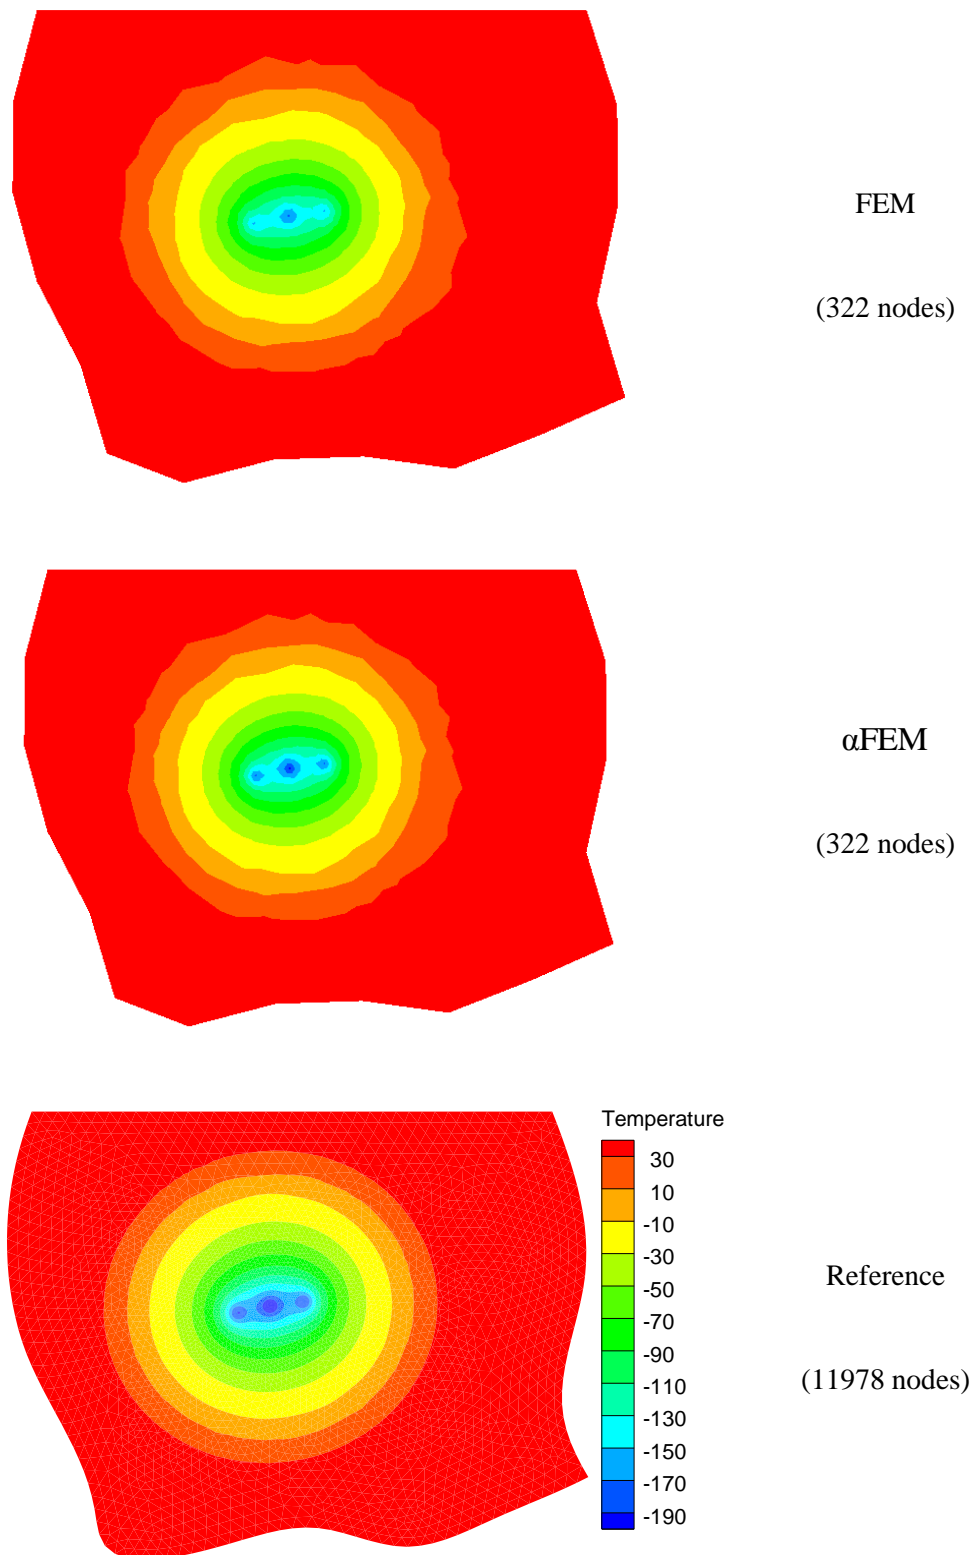 FEM
(322 nodes)
αFEM
(322 nodes)
Temperature
30
10
-10
-30
-50
-70
-90
-110
-130
-150
-170
-190
Reference
(11978 nodes)